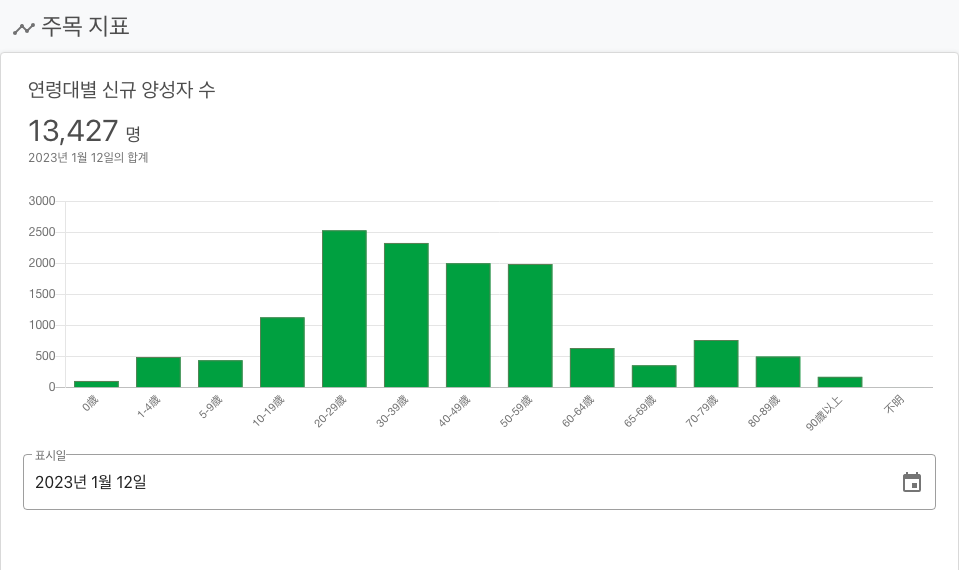 주목 지표
연령대별 신규 양성자 수
13,427 명
2023년 1월 12일의 합계
3000
2500
2000
1500
1000
500
0
0歳
1-4歳
5-9歳
10-19歳
20-29歳
30-39歳
40-49歳
50-59歳
60-64歳
65-69歳
70-79歳
80-89歳
90歳以上
不明
표시일
2023년 1월 12일